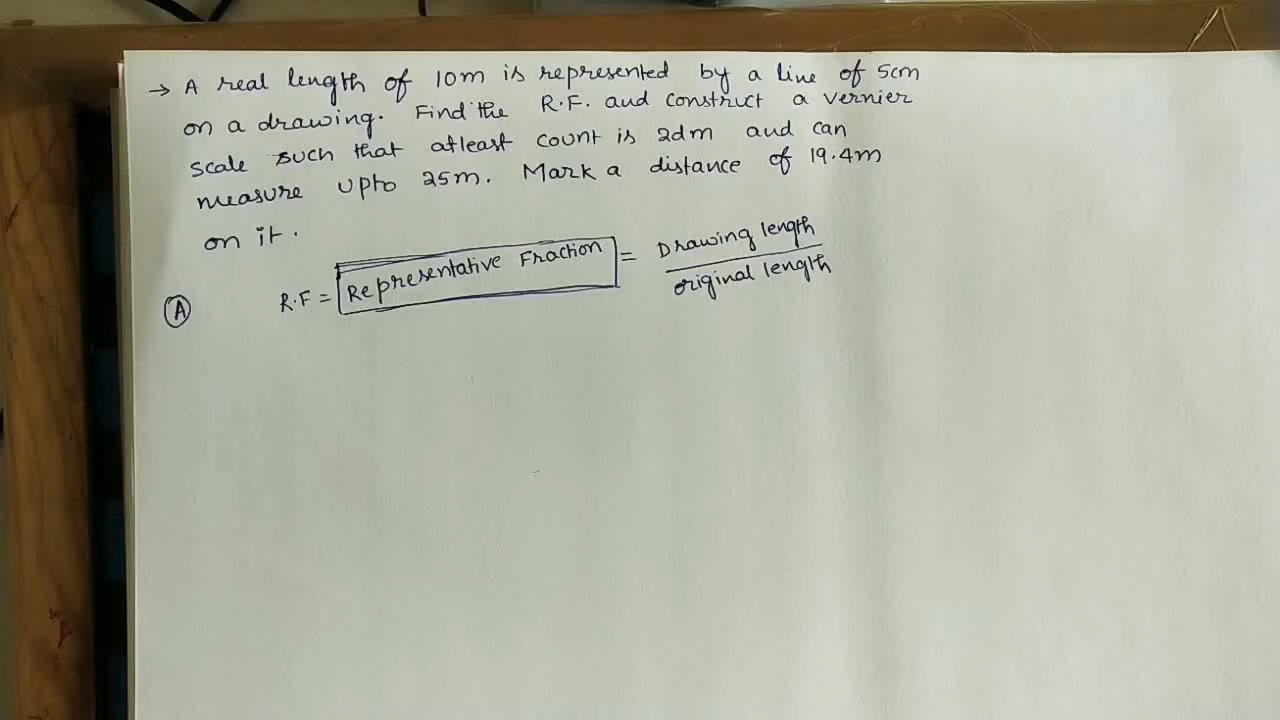 → A real length of 10m is represented by a line of 5cm
on a drawing. Find the R.F. and construct a vernier
scale such that atleast count is 2dm and can
measure upto 25m. Mark a distance of 19.4m
on it.
Ⓐ R.F = Representative Fraction = Drawing length
original length